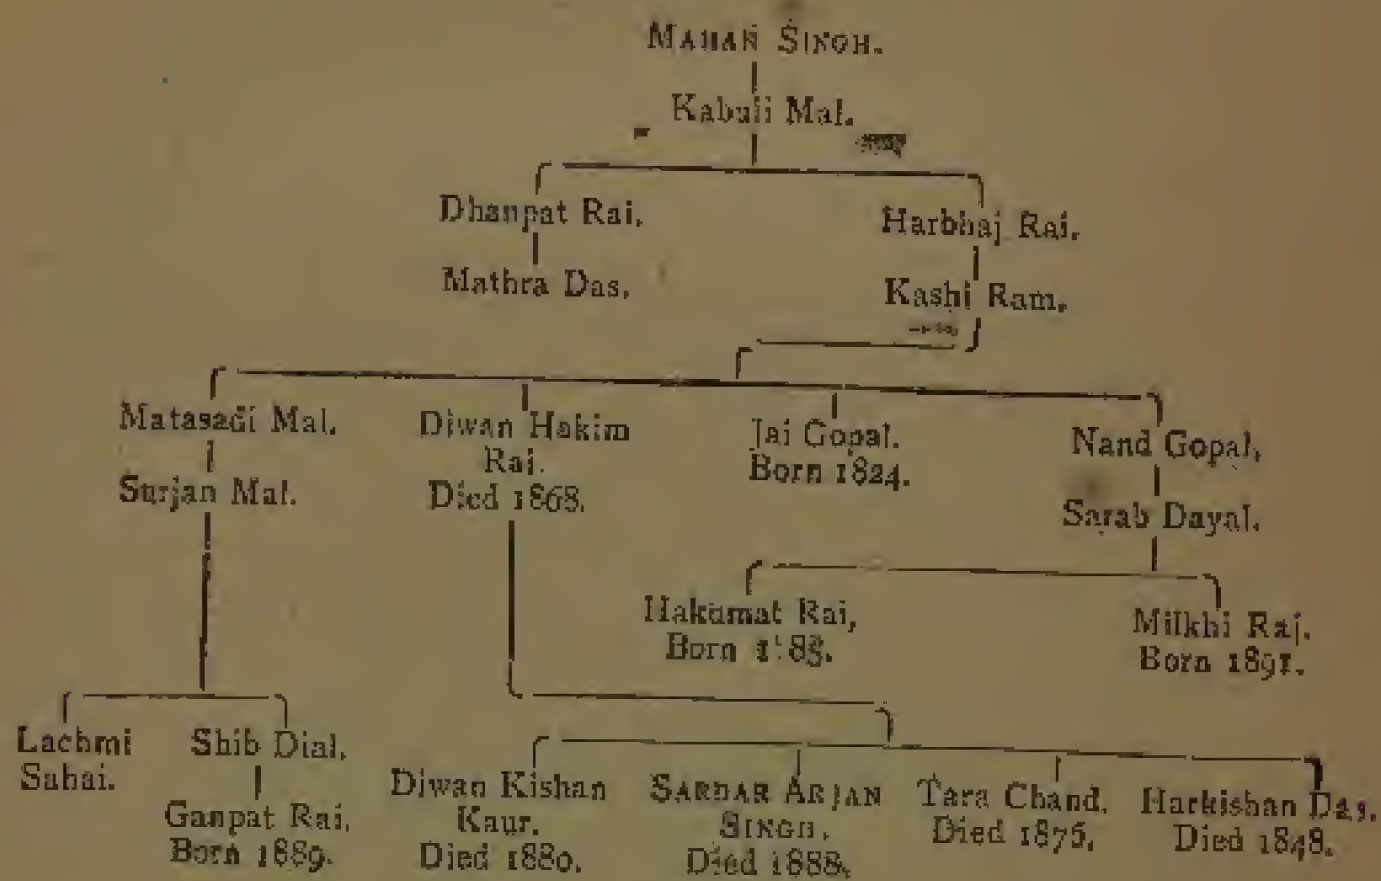 MAHAN SINGH.
Kabuli Mal.
Dhanpat Rai.
Harbhaj Rai.
Mathra Das.
Kashi Ram.
Matasadi Mal.
Diwan Hakim
Rai.
Died 1868.
Jai Gopal.
Born 1824.
Nand Gopal.
Surjan Mal.
Sarab Dayal.
Hakumat Rai,
Born
Milkhi Raj.
Born 1891.
Lachmi
Sahai.
Shib Dial.
Ganpat Rai.
Born 1889.
Diwan Kishan
Kaur.
Died 1880.
SARDAR ARJAN
SINGH.
Died 1888.
Tara Chand.
Died 1876.
Harkishan Das.
Died 1848.